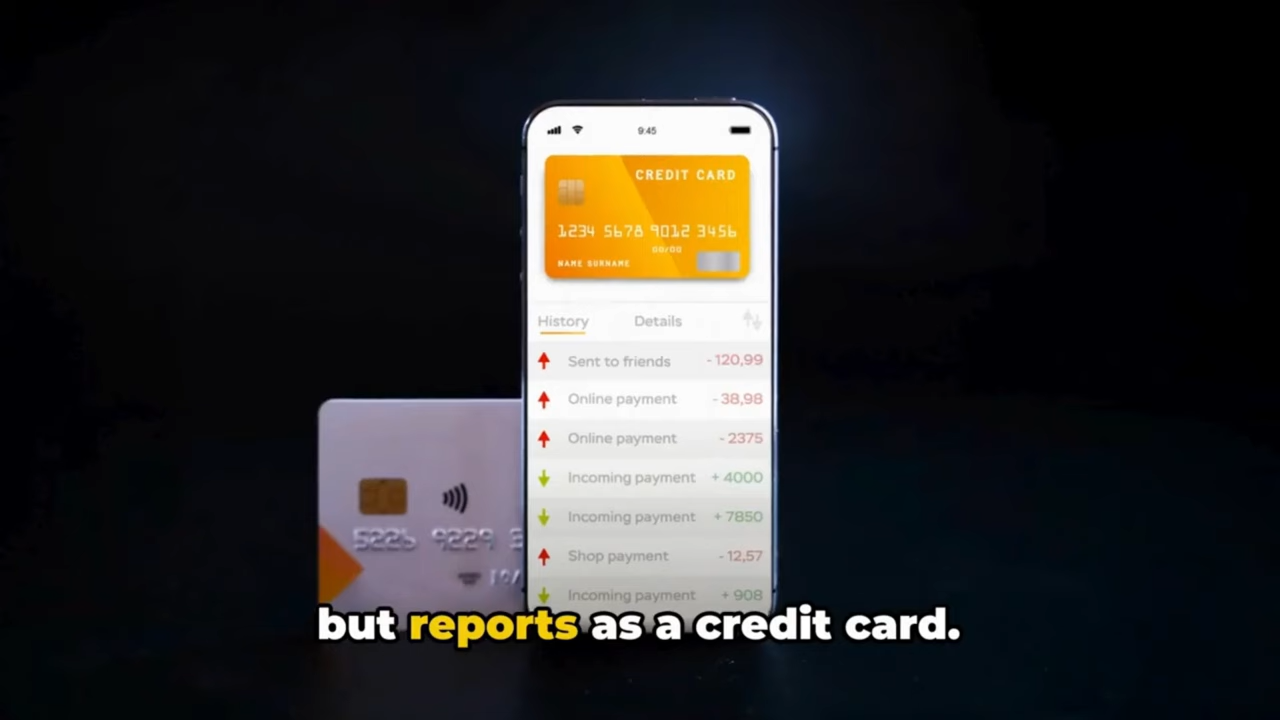 9:45
CREDIT CARD
1234 5678 9012 3456
00/00
NAME SURNAME
History Details
Sent to friends - 120,99
Online payment - 38,98
Online payment - 2375
Incoming payment + 4000
Incoming payment + 7850
Shop payment - 12,57
Incoming payment + 908
5226 9229
but reports as a credit card.